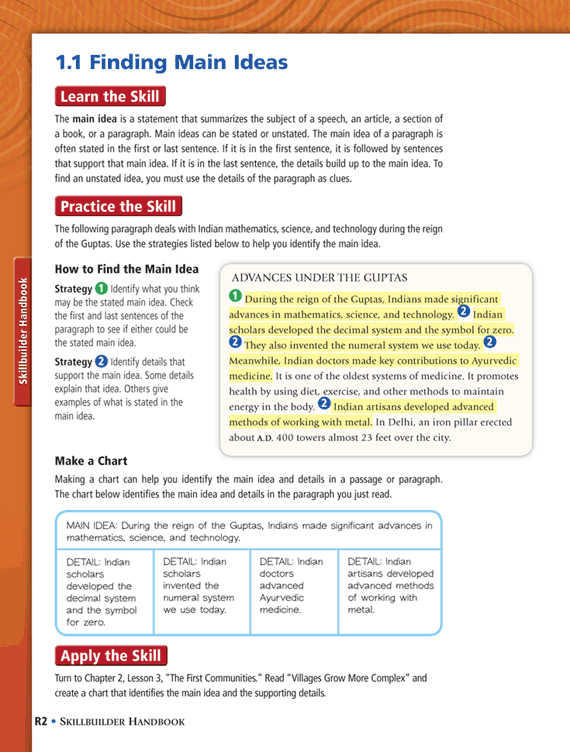 1.1 Finding Main Ideas
Learn the Skill
The main idea is a statement that summarizes the subject of a speech, an article, a section of
a book, or a paragraph. Main ideas can be stated or unstated. The main idea of a paragraph is
often stated in the first or last sentence. If it is in the first sentence, it is followed by sentences
that support that main idea. If it is in the last sentence, the details build up to the main idea. To
find an unstated idea, you must use the details of the paragraph as clues.
Practice the Skill
The following paragraph deals with Indian mathematics, science, and technology during the reign
of the Guptas. Use the strategies listed below to help you identify the main idea.
How to Find the Main Idea
Strategy 1 Identify what you think
may be the stated main idea. Check
the first and last sentences of the
paragraph to see if either could be
the stated main idea.
Strategy 2 Identify details that
support the main idea. Some details
explain that idea. Others give
examples of what is stated in the
main idea.
ADVANCES UNDER THE GUPTAS
1 During the reign of the Guptas, Indians made significant
advances in mathematics, science, and technology. 2 Indian
scholars developed the decimal system and the symbol for zero.
2 They also invented the numeral system we use today. 2
Meanwhile, Indian doctors made key contributions to Ayurvedic
medicine. It is one of the oldest systems of medicine. It promotes
health by using diet, exercise, and other methods to maintain
energy in the body. 2 Indian artisans developed advanced
methods of working with metal. In Delhi, an iron pillar erected
about A.D. 400 towers almost 23 feet over the city.
Make a Chart
Making a chart can help you identify the main idea and details in a passage or paragraph.
The chart below identifies the main idea and details in the paragraph you just read.
MAIN IDEA: During the reign of the Guptas, Indians made significant advances in
mathematics, science, and technology.
DETAIL: Indian
scholars
developed the
decimal system
and the symbol
for zero.
DETAIL: Indian
scholars
invented the
numeral system
we use today.
DETAIL: Indian
doctors
advanced
Ayurvedic
medicine.
DETAIL: Indian
artisans developed
advanced methods
of working with
metal.
Apply the Skill
Turn to Chapter 2, Lesson 3, "The First Communities." Read "Villages Grow More Complex" and
create a chart that identifies the main idea and the supporting details.
R2 • SKILLBUILDER HANDBOOK
Skillbuilder Handbook